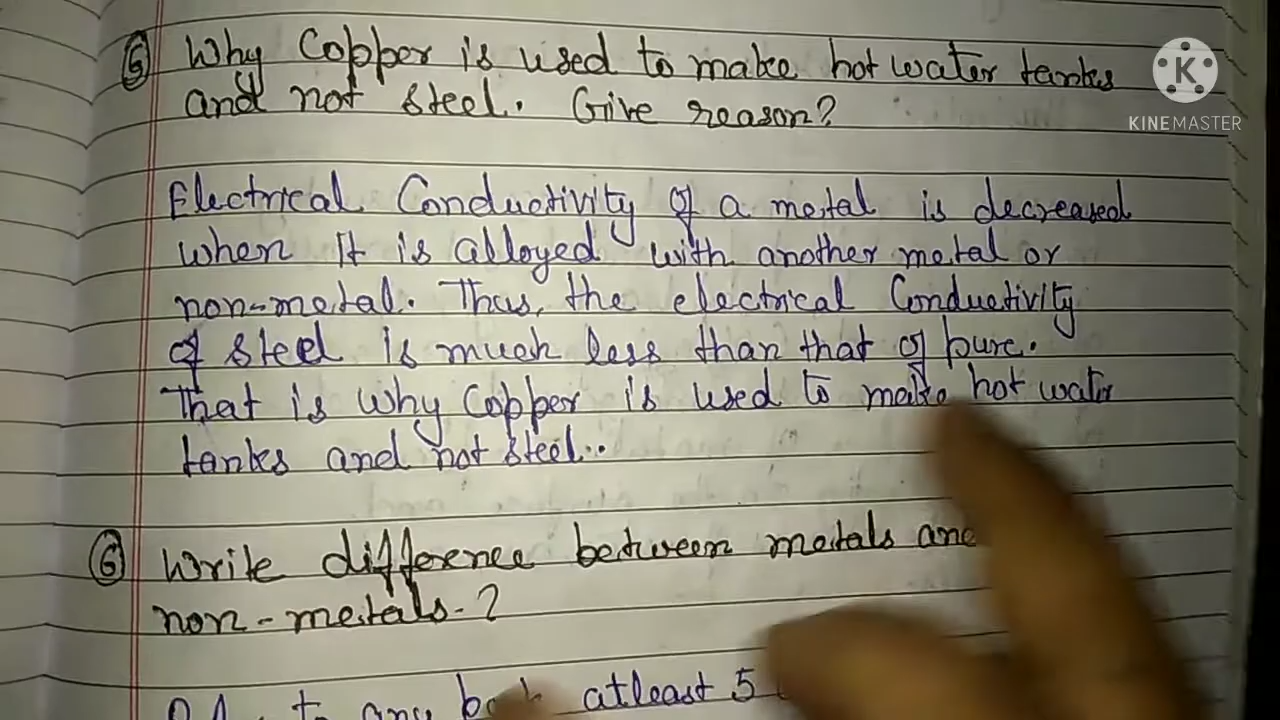 5 Why Copper is used to make hot water tanks
and not steel. Give reason?
K
KINEMASTER
Electrical Conductivity of a metal is decreased
when it is alloyed with another metal or
non-metal. Thus, the electrical Conductivity
of steel is much less than that of pure.
That is why Copper is used to make hot water
tanks and not steel..
6 Write difference between metals and
non-metals-?
to any atleast 5